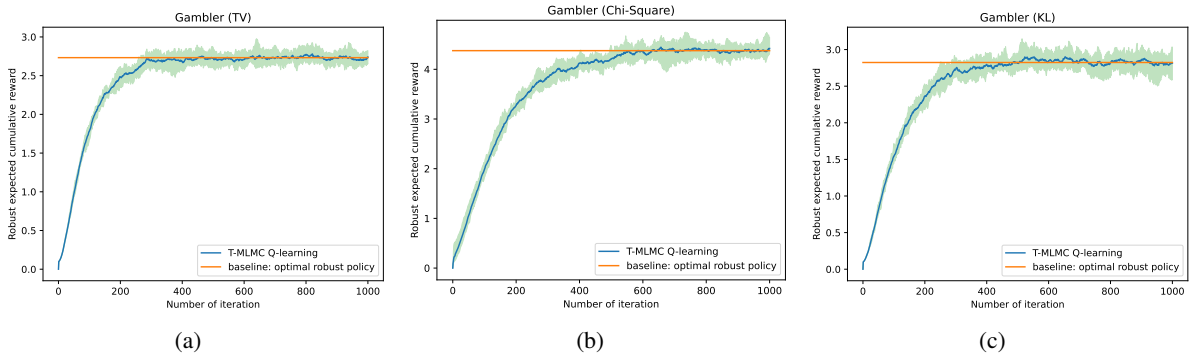 Gambler (TV)
Robust expected cumulative reward
3.0
2.5
2.0
1.5
1.0
0.5
0.0
T-MLMC Q-learning
baseline: optimal robust policy
0 200 400 600 800 1000
Number of iteration
(a)
Gambler (Chi-Square)
Robust expected cumulative reward
4
3
2
1
0
T-MLMC Q-learning
baseline: optimal robust policy
0 200 400 600 800 1000
Number of iteration
(b)
Gambler (KL)
Robust expected cumulative reward
3.0
2.5
2.0
1.5
1.0
0.5
0.0
T-MLMC Q-learning
baseline: optimal robust policy
0 200 400 600 800 1000
Number of iteration
(c)